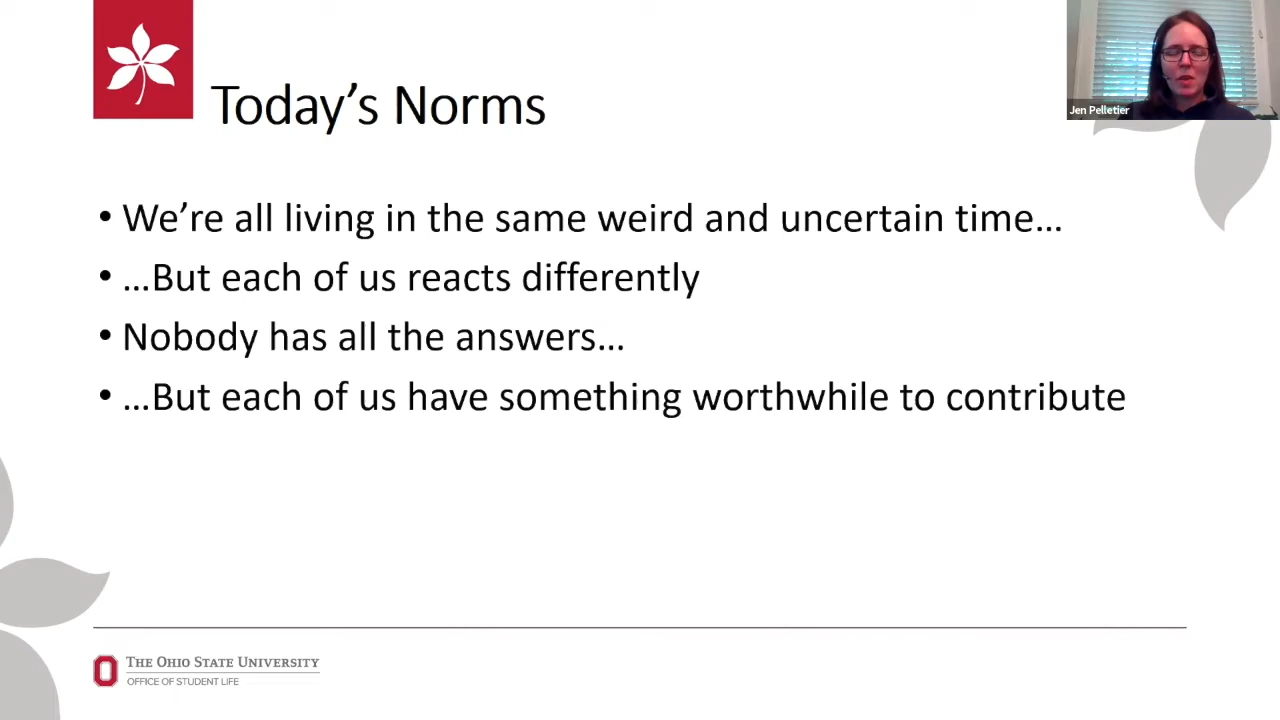 Today's Norms
Jen Pelletier
• We're all living in the same weird and uncertain time…
• …But each of us reacts differently
• Nobody has all the answers…
• …But each of us have something worthwhile to contribute
THE OHIO STATE UNIVERSITY
OFFICE OF STUDENT LIFE